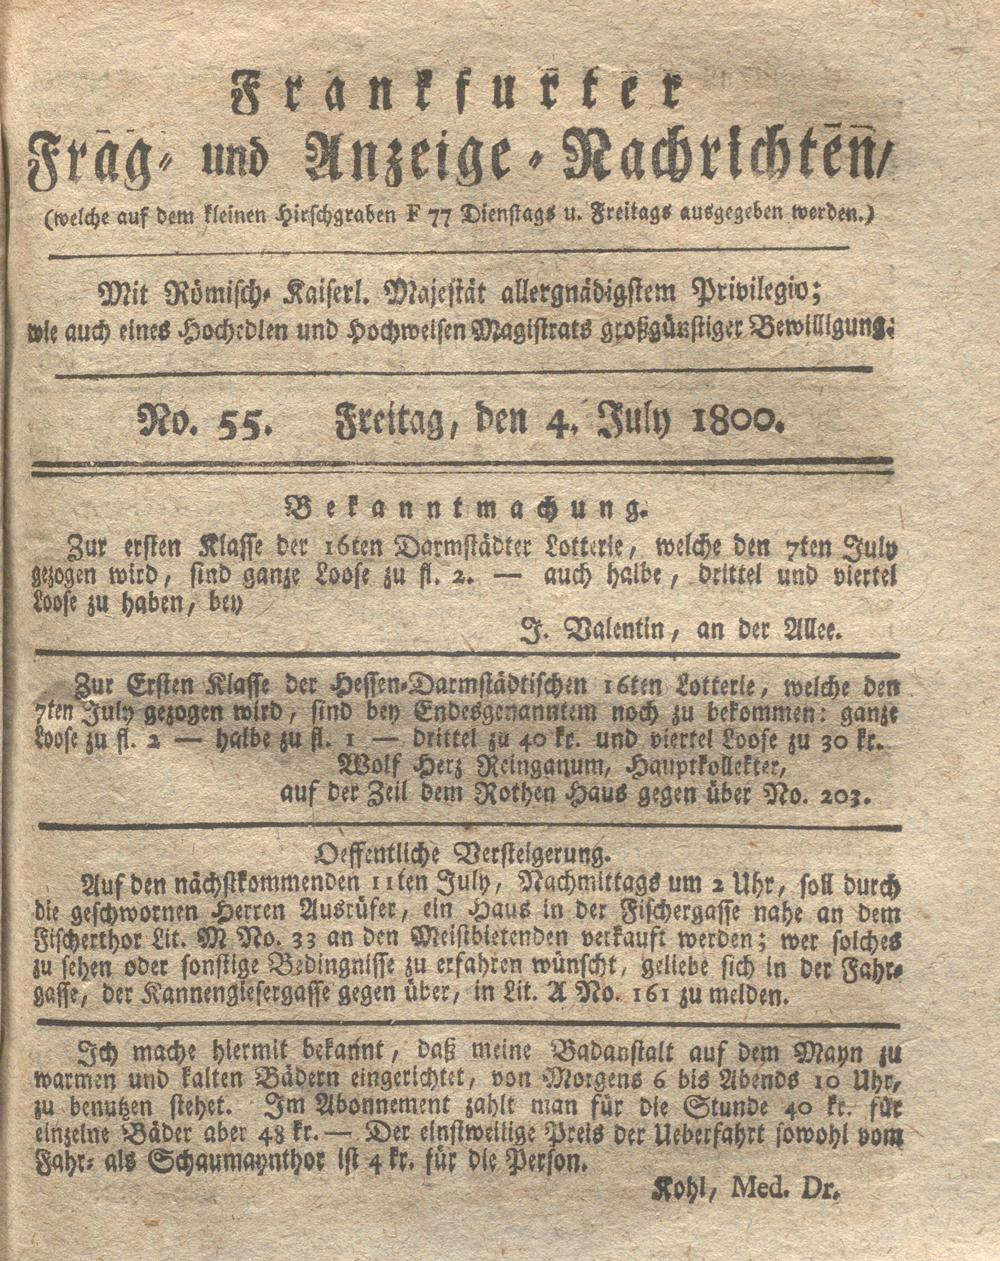 Frankfurter
Frag- und Anzeige-Nachrichten,
(welche auf dem kleinen Hirschgraben F 77 Dienstags u. Freitags ausgegeben werden.)
Mit Römisch-Kaiserl. Majestät allergnädigstem Privilegio;
wie auch eines Hochedlen und Hochweisen Magistrats großgünstiger Bewilligung:
No. 55. Freitag, den 4. July 1800.
Bekanntmachung.
Zur ersten Klasse der 16ten Darmstädter Lotterie, welche den 7ten July
gezogen wird, sind ganze Loose zu fl. 2. — auch halbe, drittel und viertel
Loose zu haben, bey
J. Valentin, an der Allee.
Zur Ersten Klasse der Hessen-Darmstädtischen 16ten Lotterie, welche den
7ten July gezogen wird, sind bey Endesgenanntem noch zu bekommen: ganze
Loose zu fl. 2 — halbe zu fl. 1 — drittel zu 40 kr. und viertel Loose zu 30 kr.
Wolf Herz Reinganum, Hauptkollekter,
auf der Zeil dem Rothen Haus gegen über No. 203.
Oeffentliche Versteigerung.
Auf den nächstkommenden 11ten July, Nachmittags um 2 Uhr, soll durch
die geschwornen Herren Ausrüfer, ein Haus in der Fischergasse nahe an dem
Fischerthor Lit. M No. 33 an den Meistbietenden verkauft werden; wer solches
zu sehen oder sonstige Bedingnisse zu erfahren wünscht, geliebe sich in der Fahr-
gasse, der Kannengiesergasse gegen über, in Lit. A No. 161 zu melden.
Ich mache hiermit bekannt, daß meine Badanstalt auf dem Mayn zu
warmen und kalten Bädern eingerichtet, von Morgens 6 bis Abends 10 Uhr,
zu benutzen stehet. Im Abonnement zahlt man für die Stunde 40 kr. für
einzelne Bäder aber 48 kr. — Der einstweilige Preis der Ueberfahrt sowohl vom
Fahr- als Schaumaynthor ist 4 kr. für die Person.
Kohl, Med. Dr.